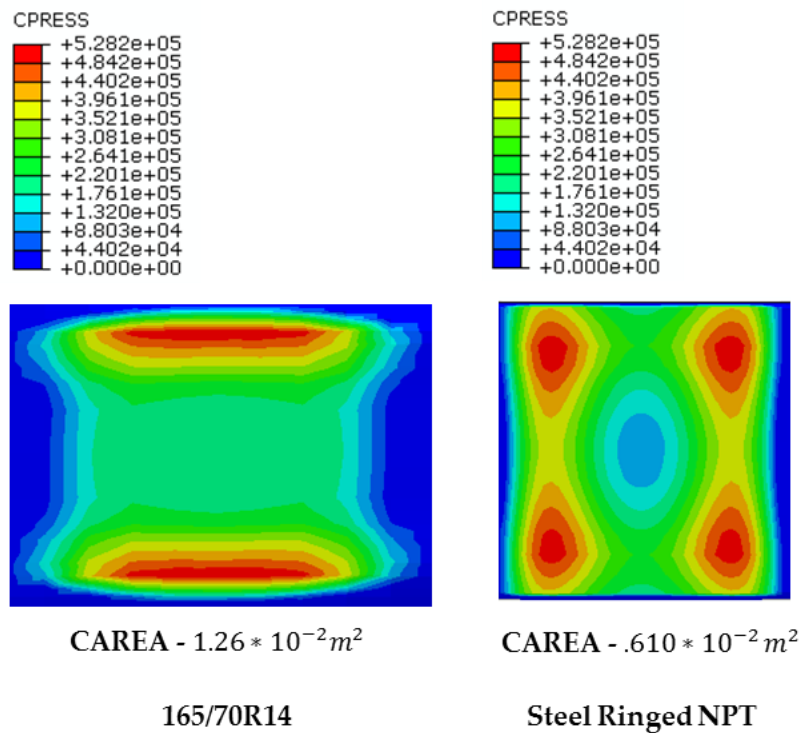 CPRESS
+5.282e+05
+4.842e+05
+4.402e+05
+3.961e+05
+3.521e+05
+3.081e+05
+2.641e+05
+2.201e+05
+1.761e+05
+1.320e+05
+8.803e+04
+4.402e+04
+0.000e+00
CPRESS
+5.282e+05
+4.842e+05
+4.402e+05
+3.961e+05
+3.521e+05
+3.081e+05
+2.641e+05
+2.201e+05
+1.761e+05
+1.320e+05
+8.803e+04
+4.402e+04
+0.000e+00
CAREA - 1.26 * 10⁻² m²
CAREA - .610 * 10⁻² m²
165/70R14
Steel Ringed NPT